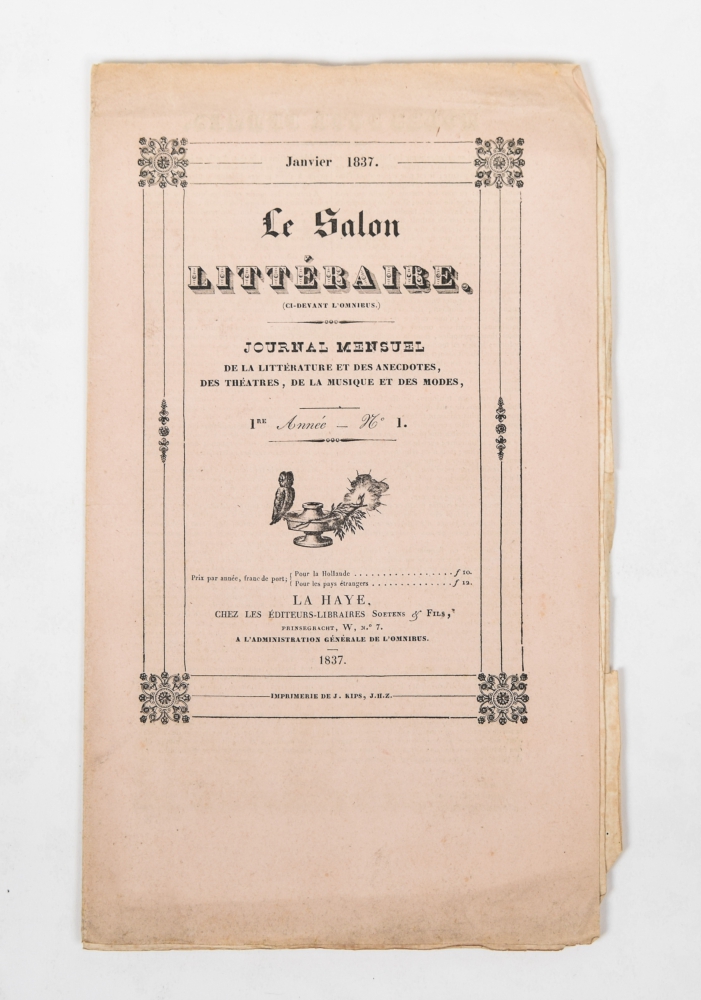 Janvier 1837.
Le Salon
LITTÉRAIRE.
(CI-DEVANT L'OMNIBUS.)
JOURNAL MENSUEL
DE LA LITTÉRATURE ET DES ANECDOTES,
DES THÉATRES, DE LA MUSIQUE ET DES MODES,
1RE Année — No 1.
Prix par année, franc de port; { Pour la Hollande . . . . . . . . . . . . . . . . . ƒ 10.
Pour les pays étrangers . . . . . . . . . . . . . . ƒ 12.
LA HAYE,
CHEZ LES ÉDITEURS-LIBRAIRES SOETENS & FILS,
PRINSEGRACHT, W, n.o 7.
A L'ADMINISTRATION GÉNÉRALE DE L'OMNIBUS.
1837.
IMPRIMERIE DE J. KIPS, J.H.Z.